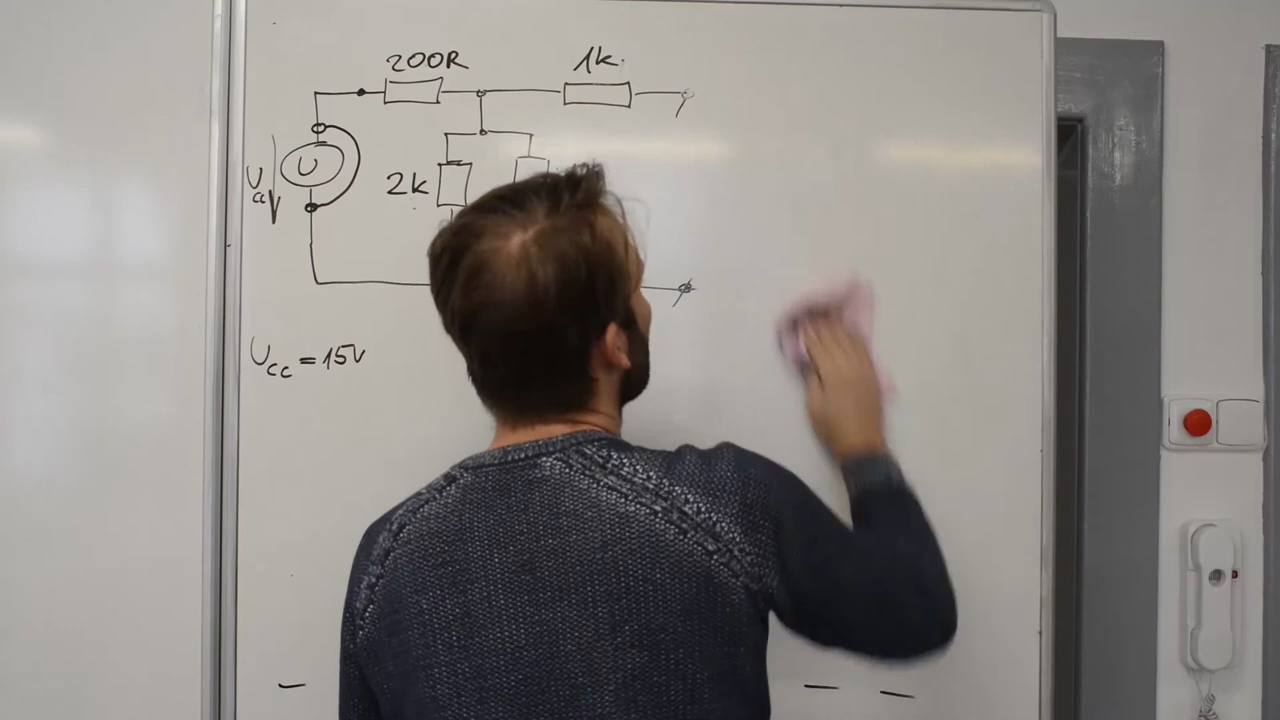 200R
1k.
U
Ucc
2k
Ucc = 15V